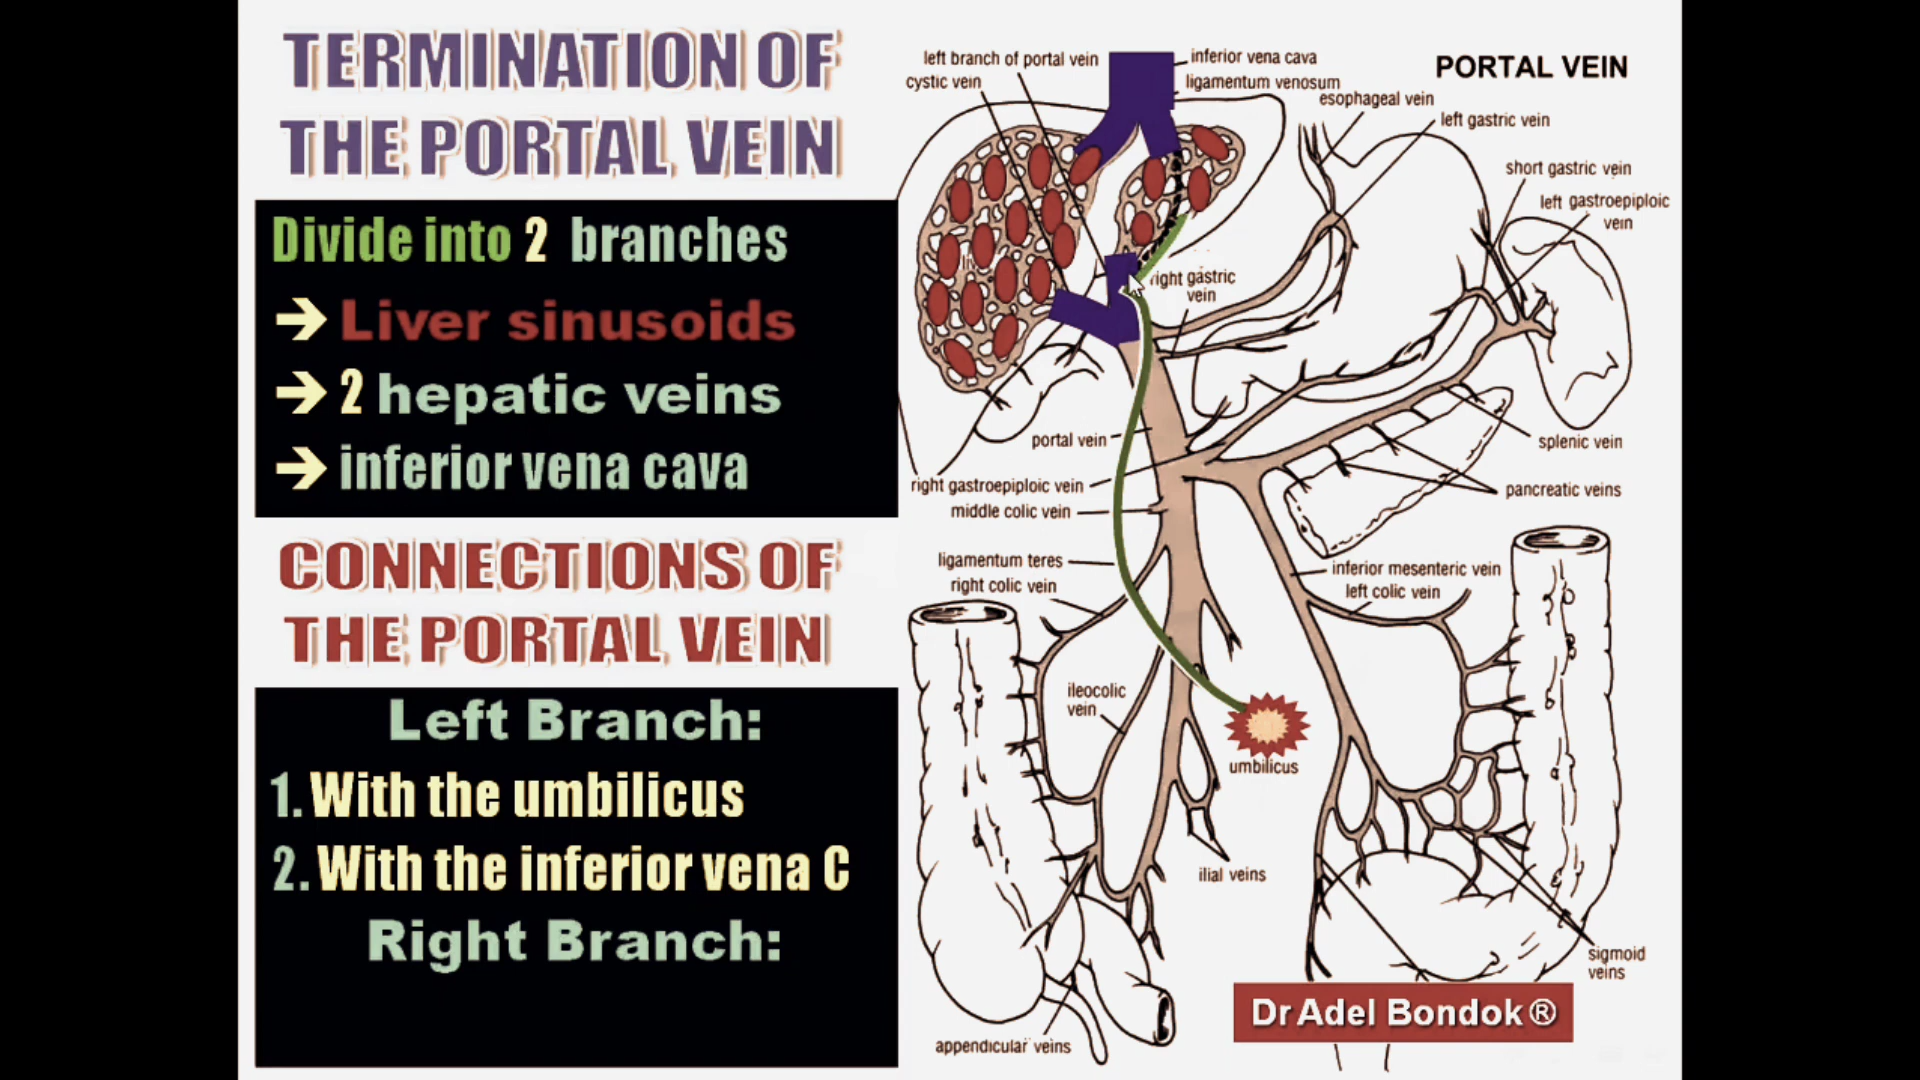 TERMINATION OF
THE PORTAL VEIN
Divide into 2 branches
→ Liver sinusoids
→ 2 hepatic veins
→ inferior vena cava
CONNECTIONS OF
THE PORTAL VEIN
Left Branch:
1. With the umbilicus
2. With the inferior vena C
Right Branch:
PORTAL VEIN
left branch of portal vein
cystic vein
inferior vena cava
ligamentum venosum
esophageal vein
left gastric vein
short gastric vein
left gastroepiploic
vein
right gastric
vein
portal vein
splenic vein
right gastroepiploic vein
middle colic vein
pancreatic veins
ligamentum teres
right colic vein
inferior mesenteric vein
left colic vein
ileocolic
vein
umbilicus
ilial veins
sigmoid
veins
appendicular veins
Dr Adel Bondok ®